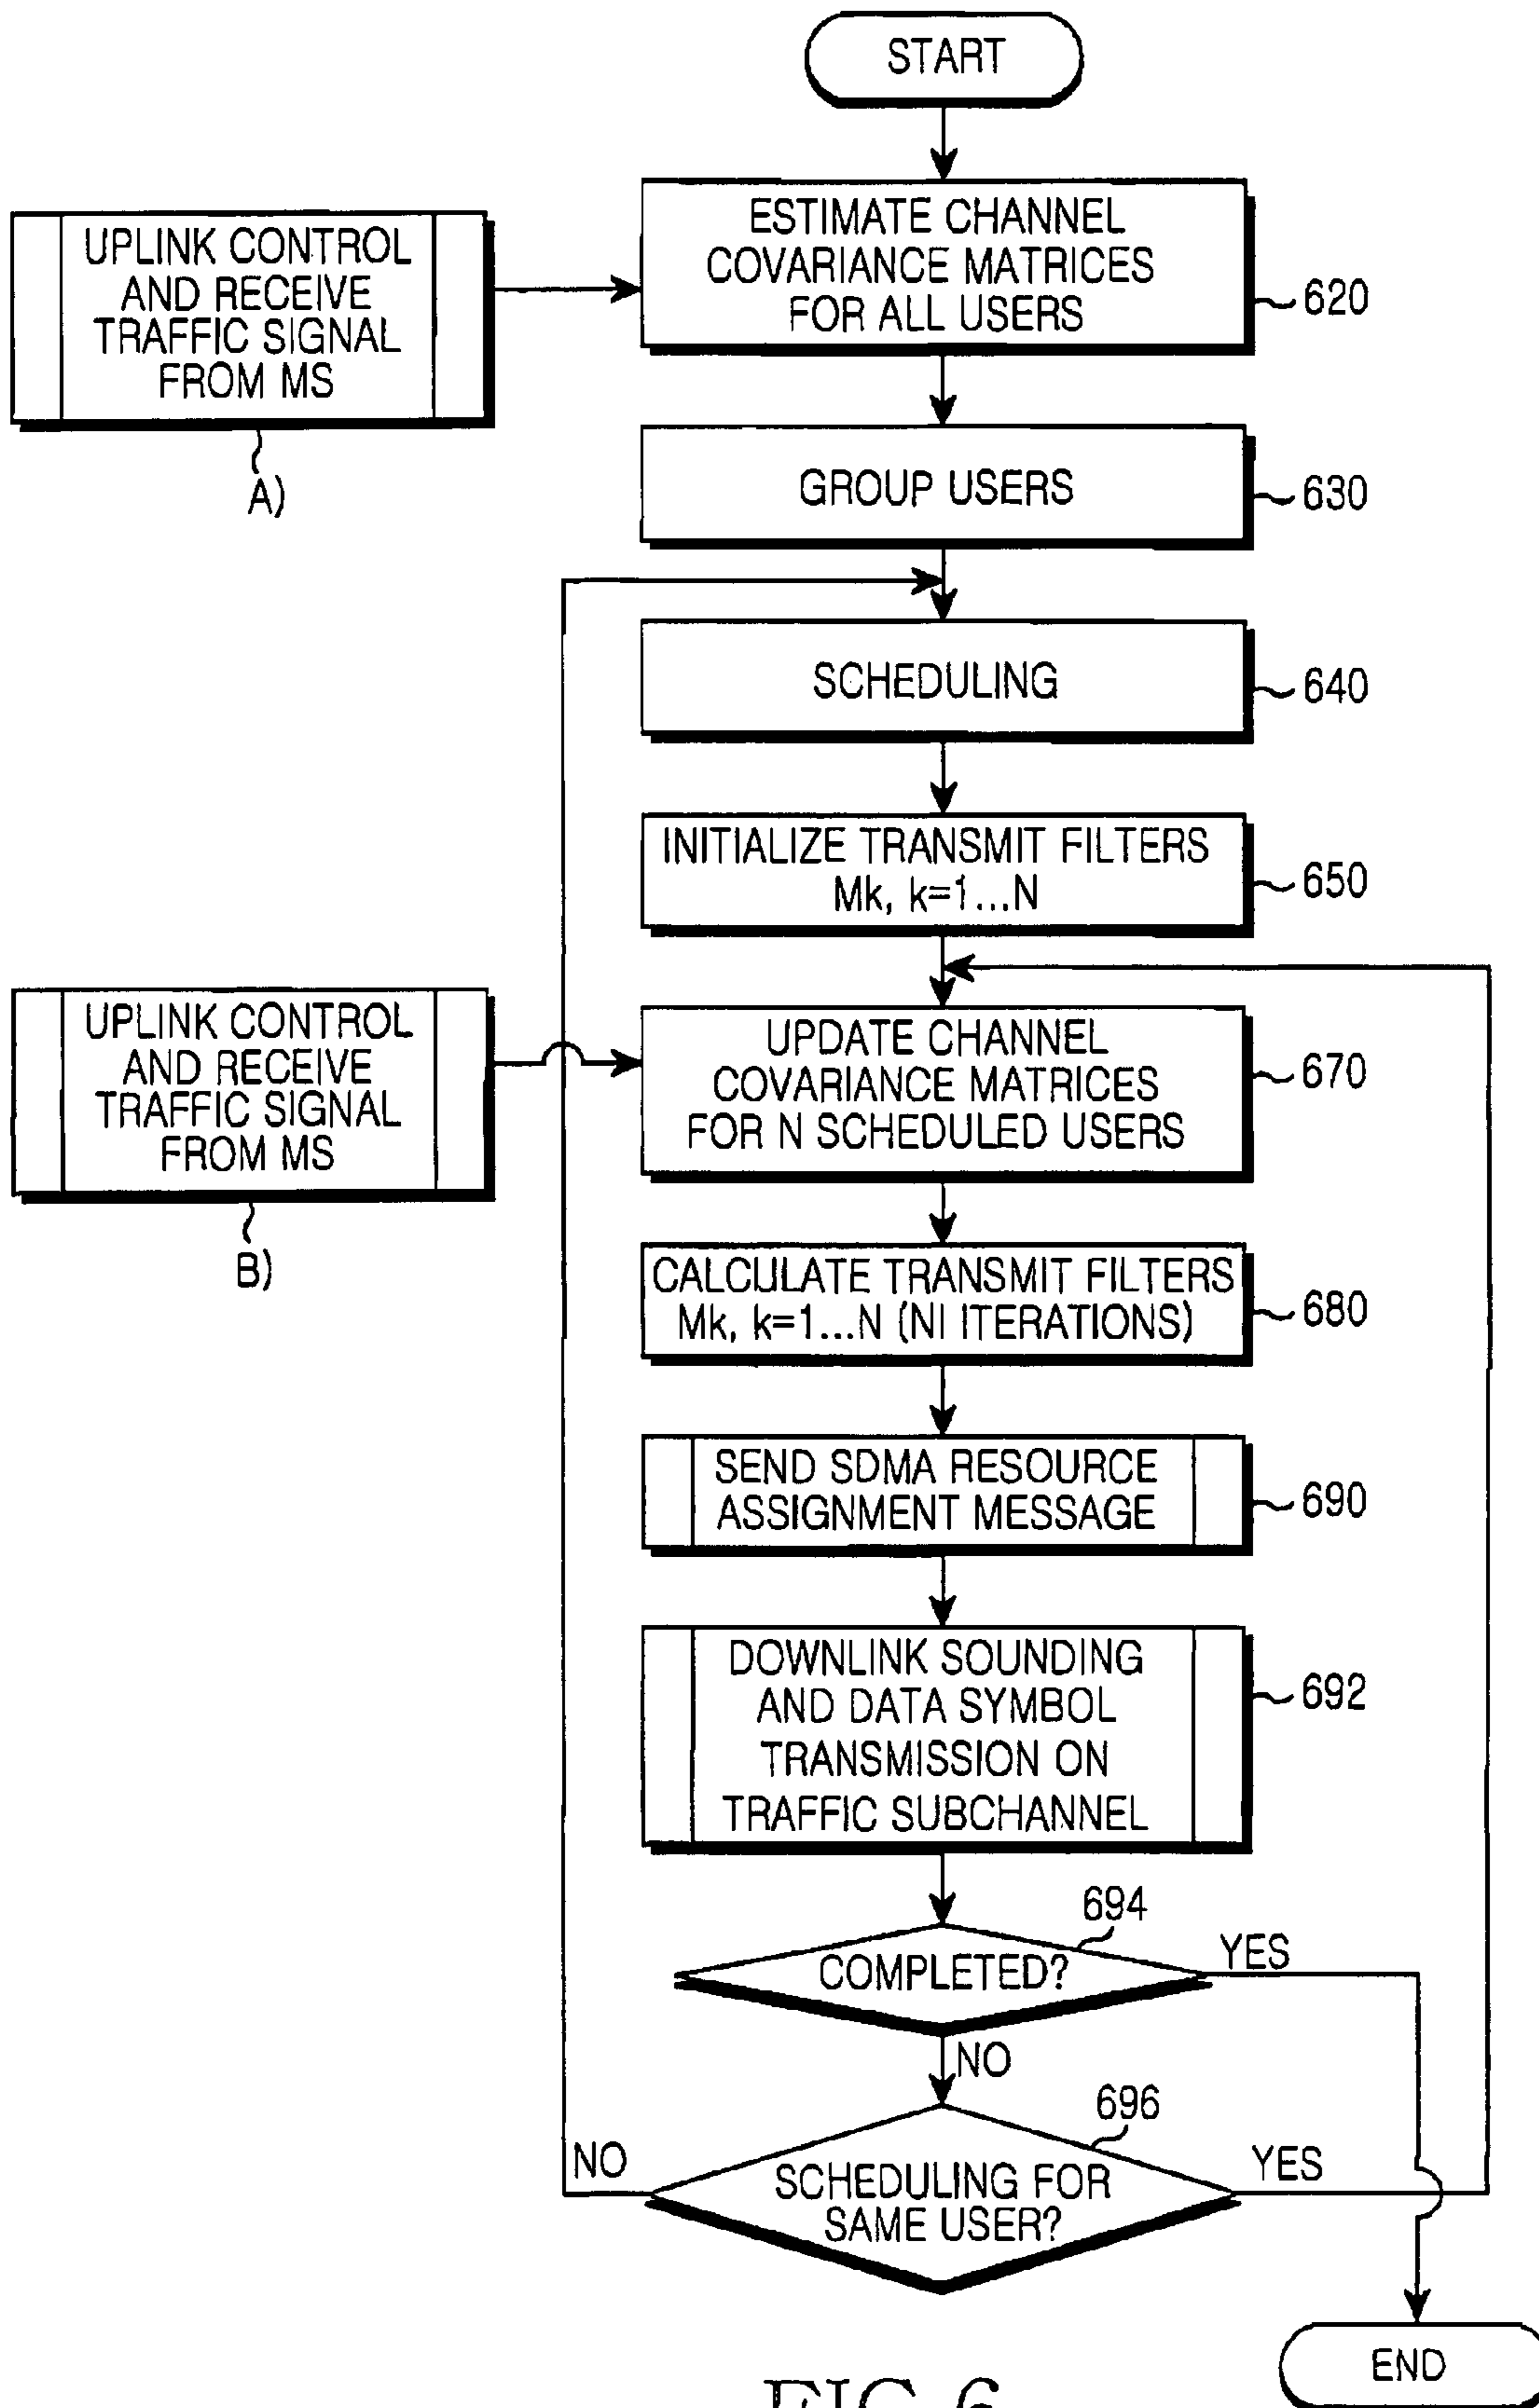 START
ESTIMATE CHANNEL
COVARIANCE MATRICES
FOR ALL USERS
620
UPLINK CONTROL
AND RECEIVE
TRAFFIC SIGNAL
FROM MS
A)
GROUP USERS
630
SCHEDULING
640
INITIALIZE TRANSMIT FILTERS
Mk, k=1...N
650
UPLINK CONTROL
AND RECEIVE
TRAFFIC SIGNAL
FROM MS
B)
UPDATE CHANNEL
COVARIANCE MATRICES
FOR N SCHEDULED USERS
670
CALCULATE TRANSMIT FILTERS
Mk, k=1...N (NI ITERATIONS)
680
SEND SDMA RESOURCE
ASSIGNMENT MESSAGE
690
DOWNLINK SOUNDING
AND DATA SYMBOL
TRANSMISSION ON
TRAFFIC SUBCHANNEL
692
694
COMPLETED?
YES
NO
696
NO
SCHEDULING FOR
SAME USER?
YES
END
FIG.6